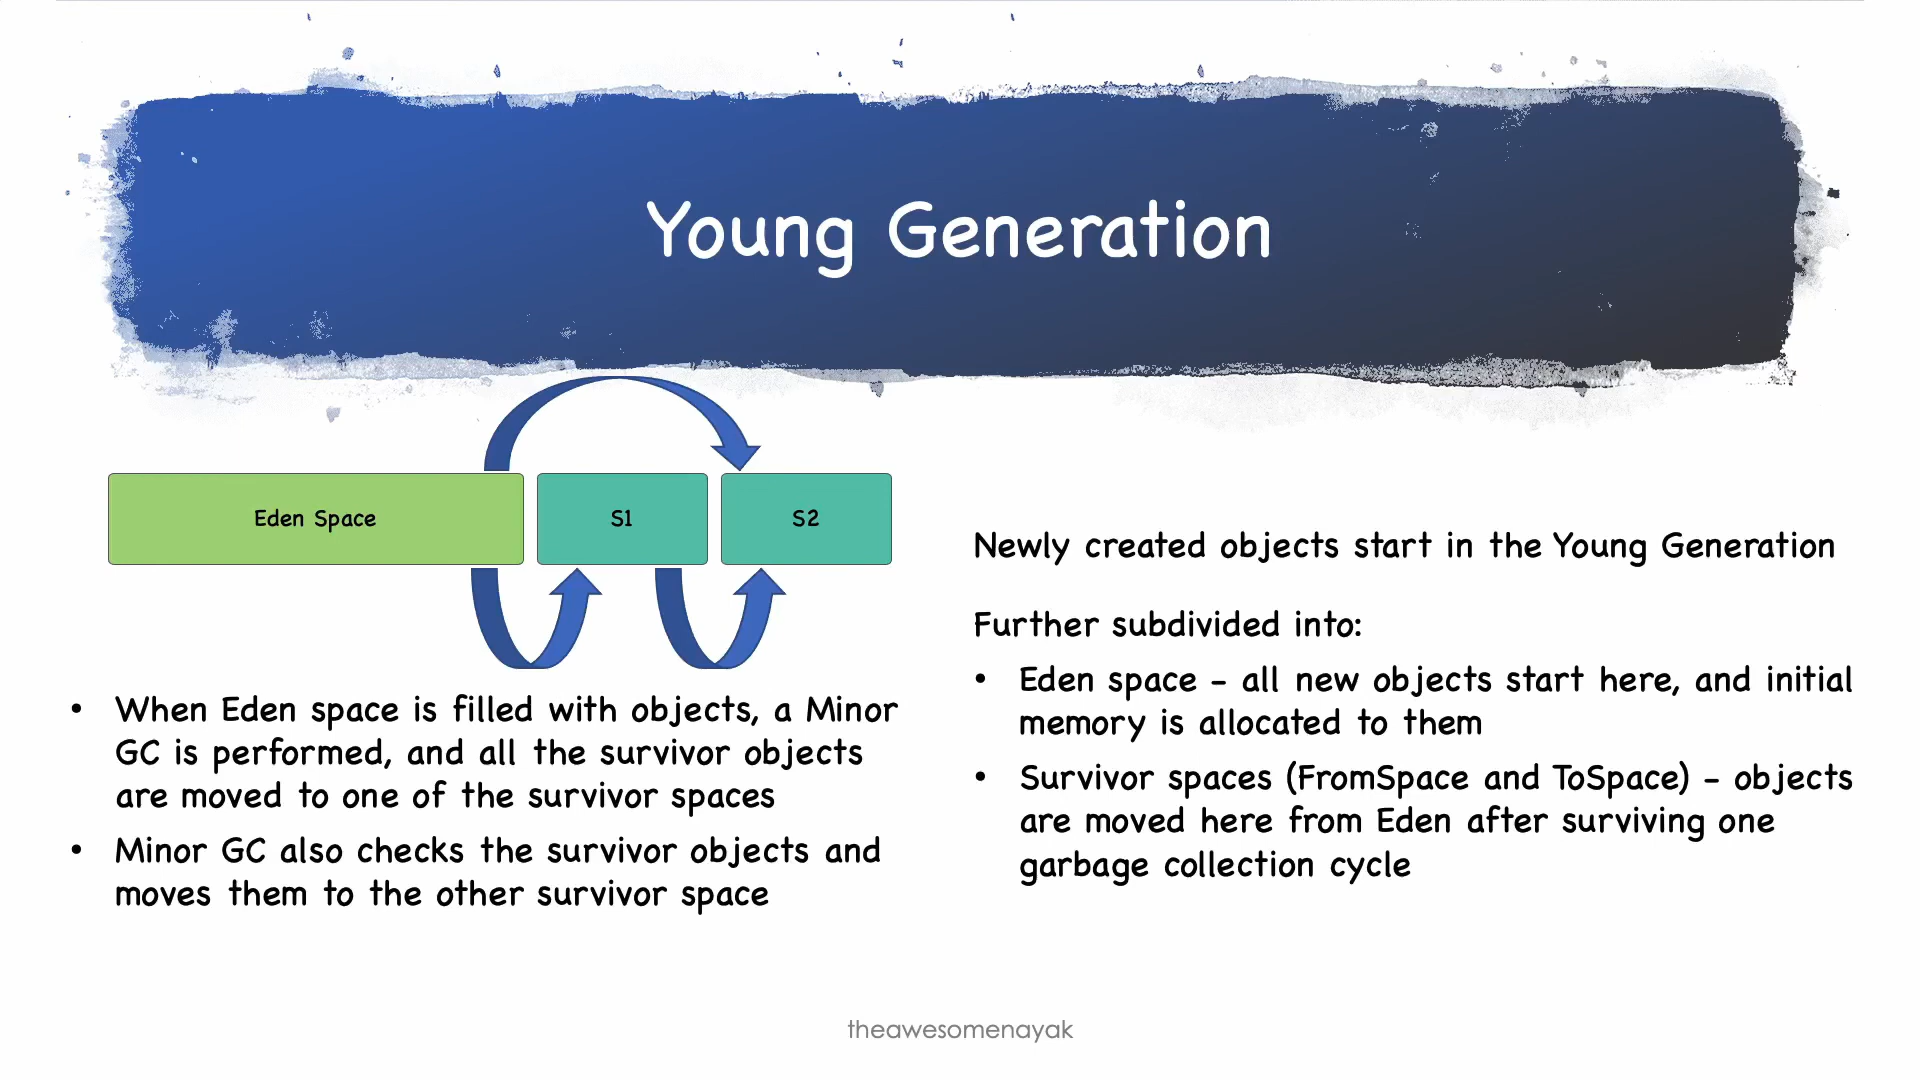 Young Generation
Eden Space
S1
S2
• When Eden space is filled with objects, a Minor
GC is performed, and all the survivor objects
are moved to one of the survivor spaces
• Minor GC also checks the survivor objects and
moves them to the other survivor space
Newly created objects start in the Young Generation
Further subdivided into:
• Eden space – all new objects start here, and initial
memory is allocated to them
• Survivor spaces (FromSpace and ToSpace) – objects
are moved here from Eden after surviving one
garbage collection cycle
theawesomenayak